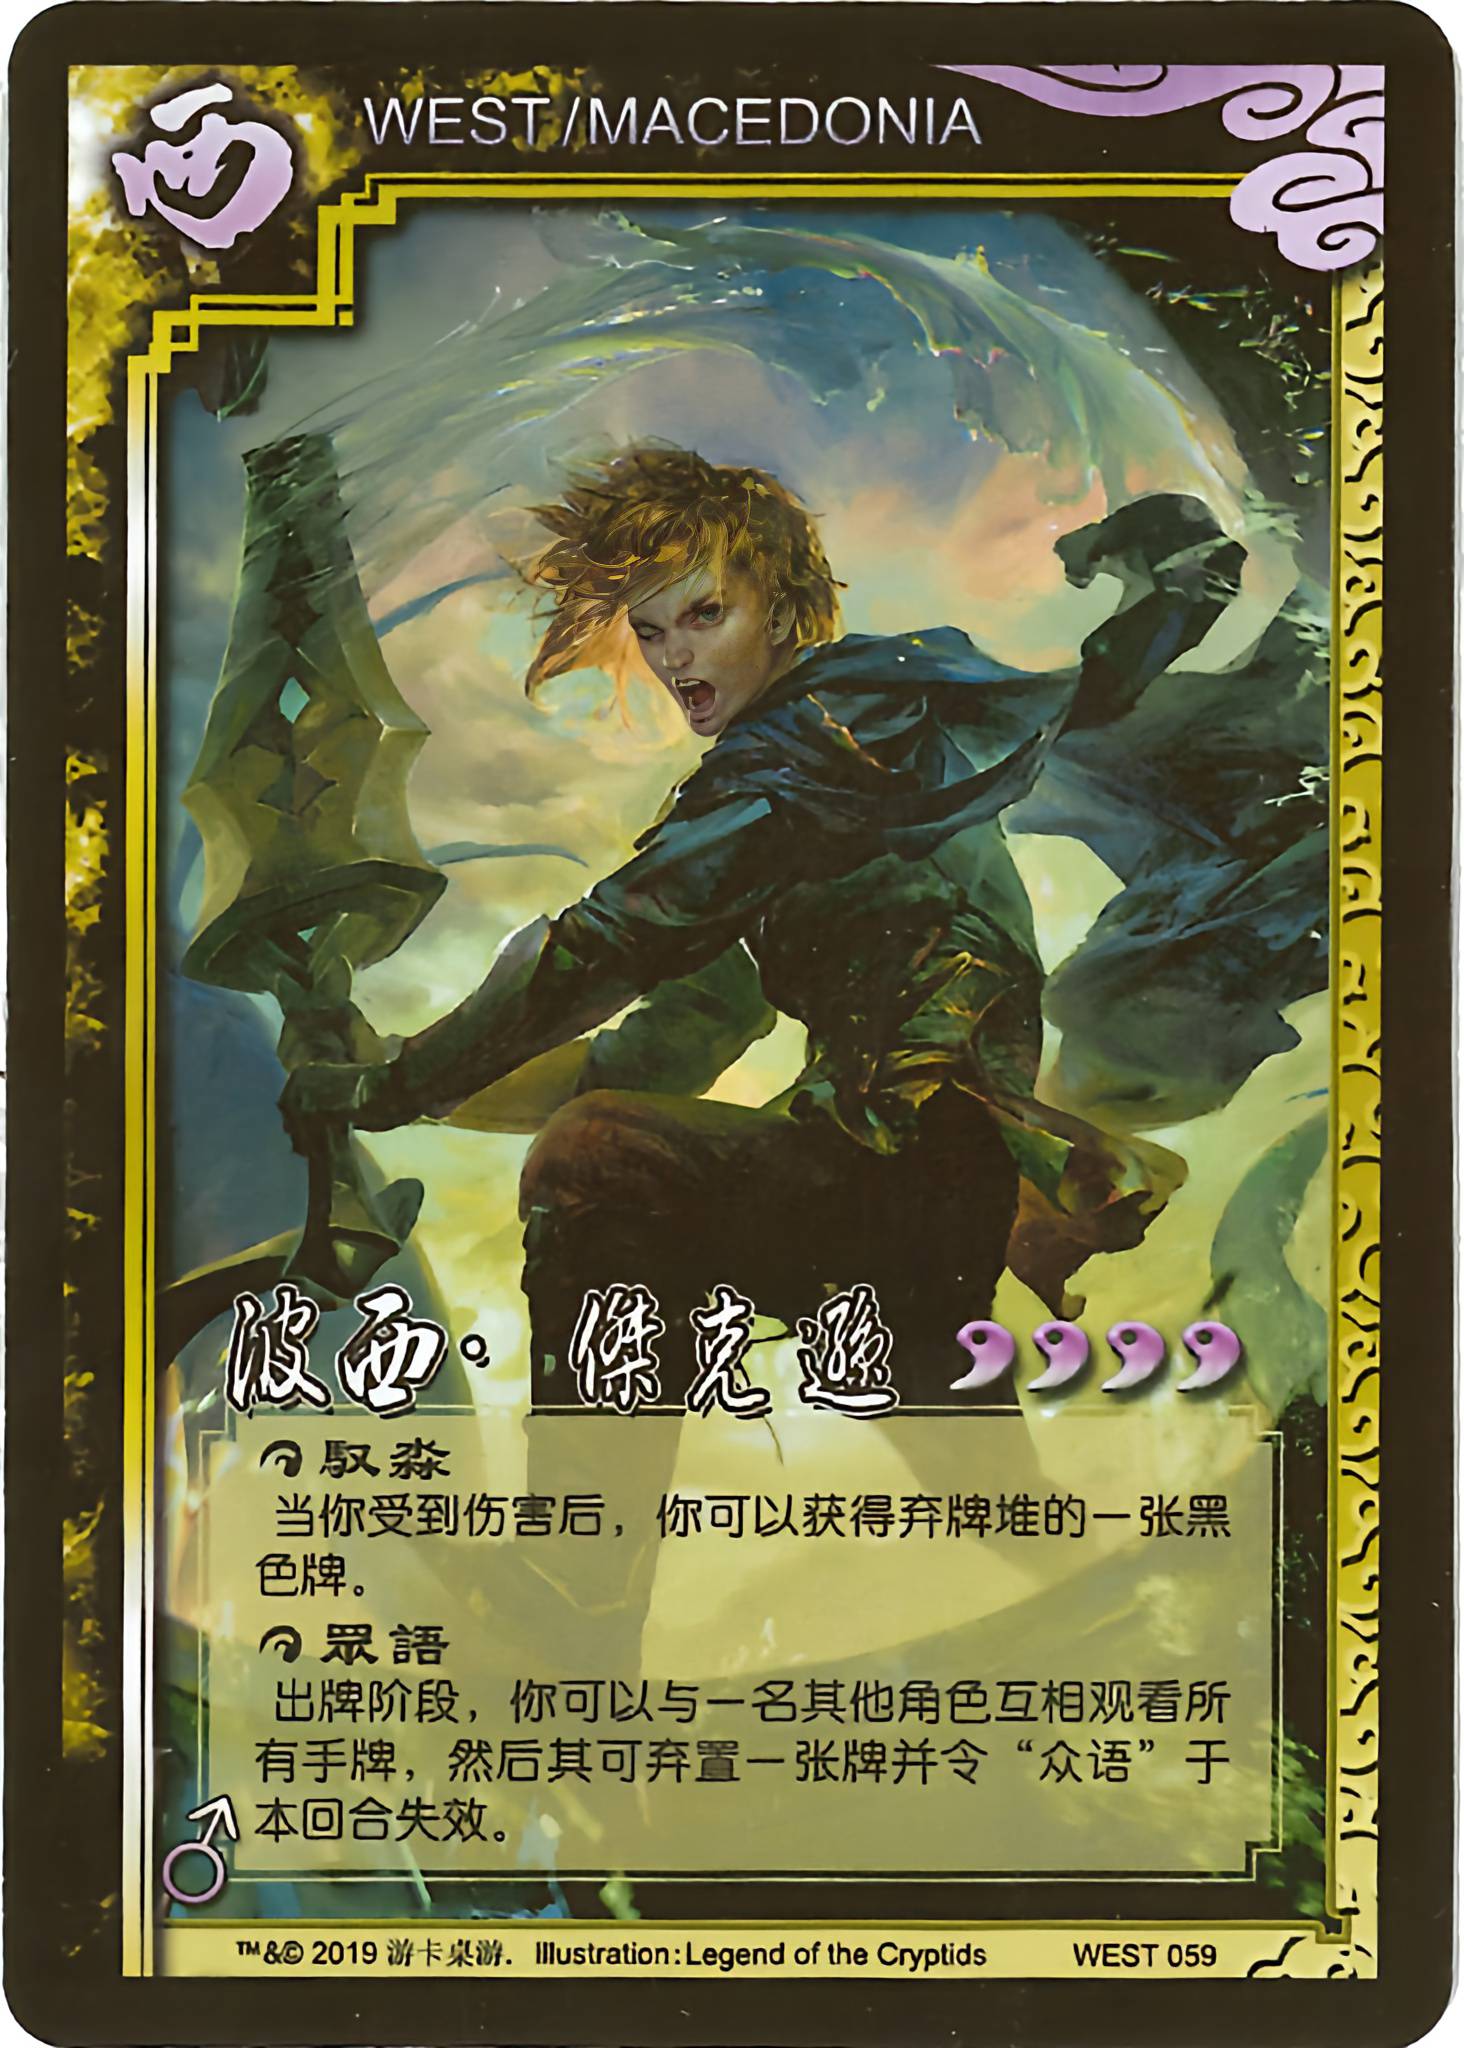 西
WEST/MACEDONIA
波西·傑克遜
馭淼
当你受到伤害后，你可以获得弃牌堆的一张黑
色牌。
眾語
出牌阶段，你可以与一名其他角色互相观看所
有手牌，然后其可弃置一张牌并令“众语”于
本回合失效。
™&© 2019 游卡桌游. Illustration:Legend of the Cryptids
WEST 059